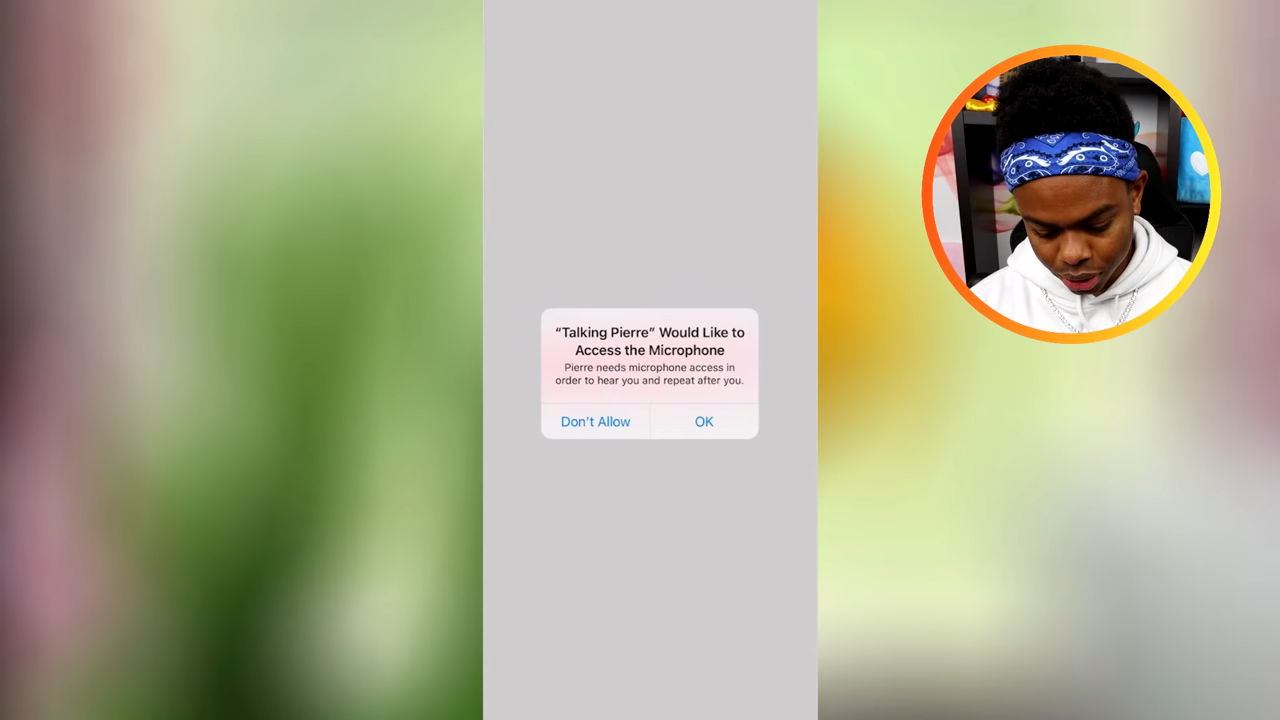 “Talking Pierre” Would Like to
Access the Microphone
Pierre needs microphone access in
order to hear you and repeat after you.
Don’t Allow
OK